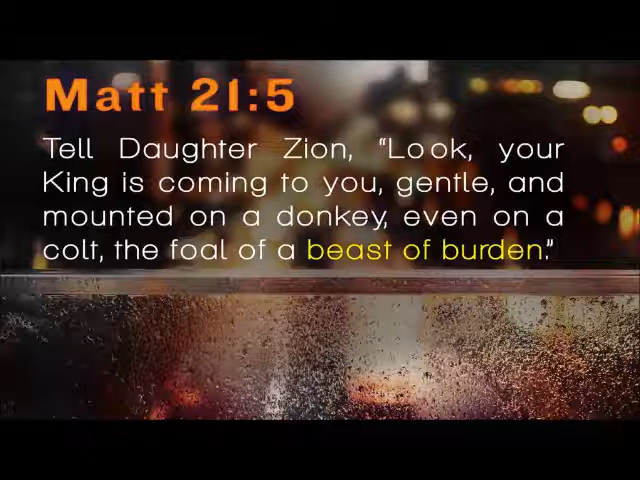 Matt 21:5
Tell Daughter Zion, “Look, your
King is coming to you, gentle, and
mounted on a donkey, even on a
colt, the foal of a beast of burden.”